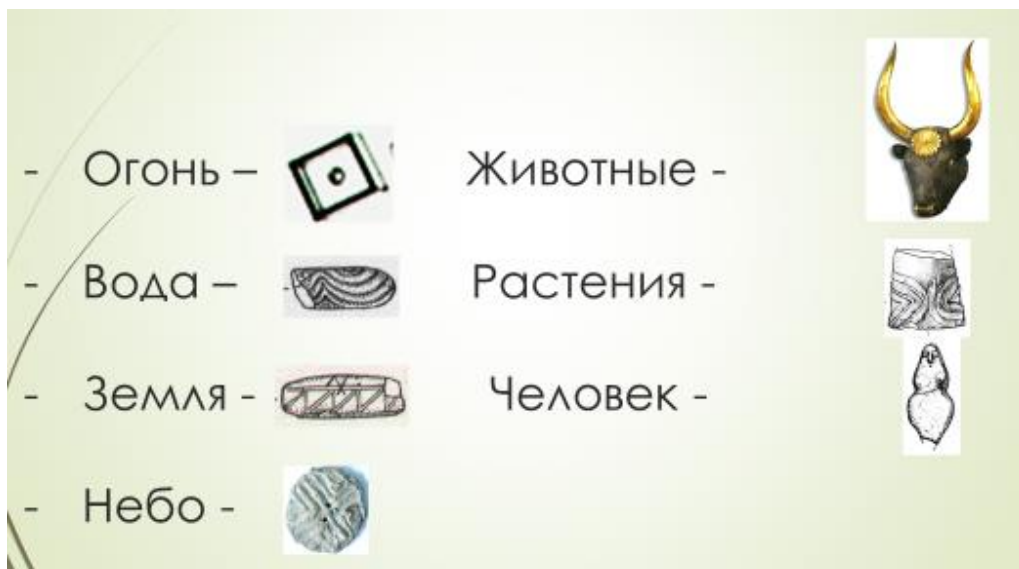 - Огонь –
- Вода –
- Земля -
- Небо -
Животные -
Растения -
Человек -